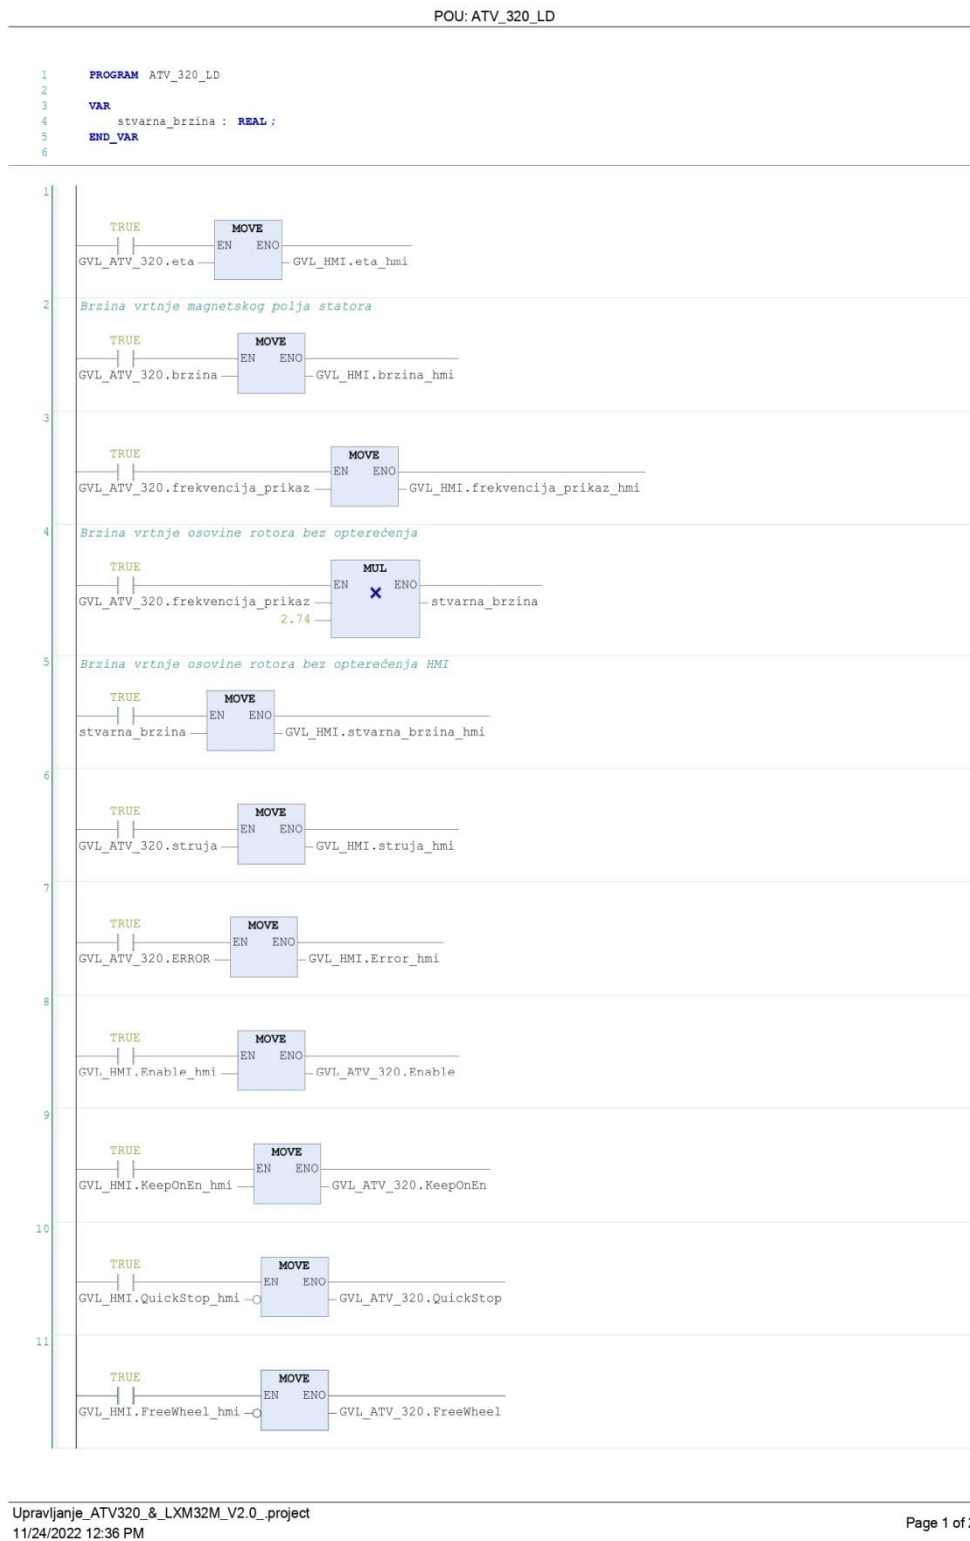 POU: ATV_320_LD
1 PROGRAM ATV_320_LD
2
3 VAR
4 stvarna_brzina : REAL;
5 END_VAR
6
1
TRUE MOVE
EN ENO
GVL_ATV_320.eta GVL_HMI.eta_hmi
2 Brzina vrtnje magnetskog polja statora
TRUE MOVE
EN ENO
GVL_ATV_320.brzina GVL_HMI.brzina_hmi
3
TRUE MOVE
EN ENO
GVL_ATV_320.frekvencija_prikaz GVL_HMI.frekvencija_prikaz_hmi
4 Brzina vrtnje osovine rotora bez opterećenja
TRUE MUL
EN ENO
GVL_ATV_320.frekvencija_prikaz stvarna_brzina
2.74
5 Brzina vrtnje osovine rotora bez opterećenja HMI
TRUE MOVE
EN ENO
stvarna_brzina GVL_HMI.stvarna_brzina_hmi
6
TRUE MOVE
EN ENO
GVL_ATV_320.struja GVL_HMI.struja_hmi
7
TRUE MOVE
EN ENO
GVL_ATV_320.ERROR GVL_HMI.Error_hmi
8
TRUE MOVE
EN ENO
GVL_HMI.Enable_hmi GVL_ATV_320.Enable
9
TRUE MOVE
EN ENO
GVL_HMI.KeepOnEn_hmi GVL_ATV_320.KeepOnEn
10
TRUE MOVE
EN ENO
GVL_HMI.QuickStop_hmi GVL_ATV_320.QuickStop
11
TRUE MOVE
EN ENO
GVL_HMI.FreeWheel_hmi GVL_ATV_320.FreeWheel
Upravljanje_ATV320_&_LXM32M_V2.0_.project
11/24/2022 12:36 PM
Page 1 of 2